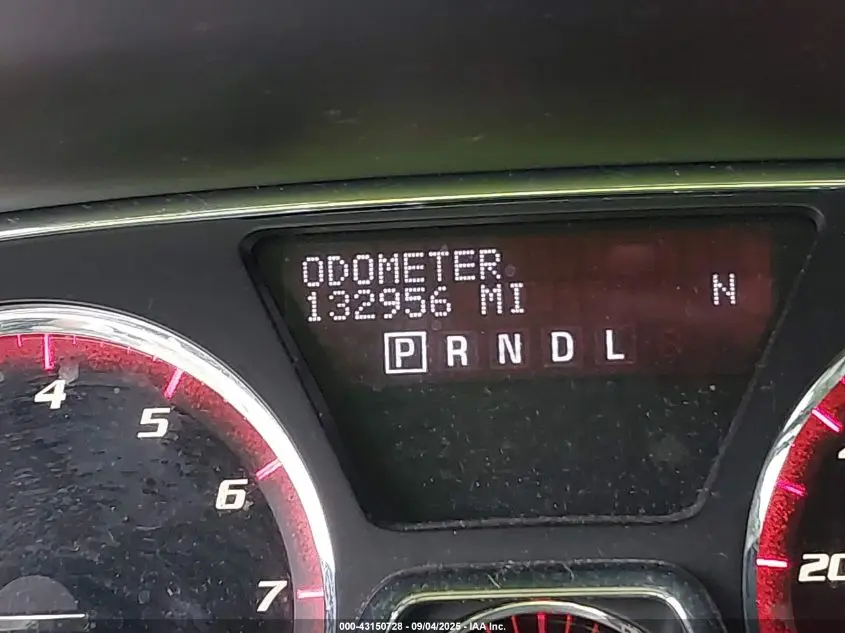 ODOMETER
132956 MI
N
P R N D L
4
5
6
7
20
000-43150728 - 09/04/2025 - IAA Inc.